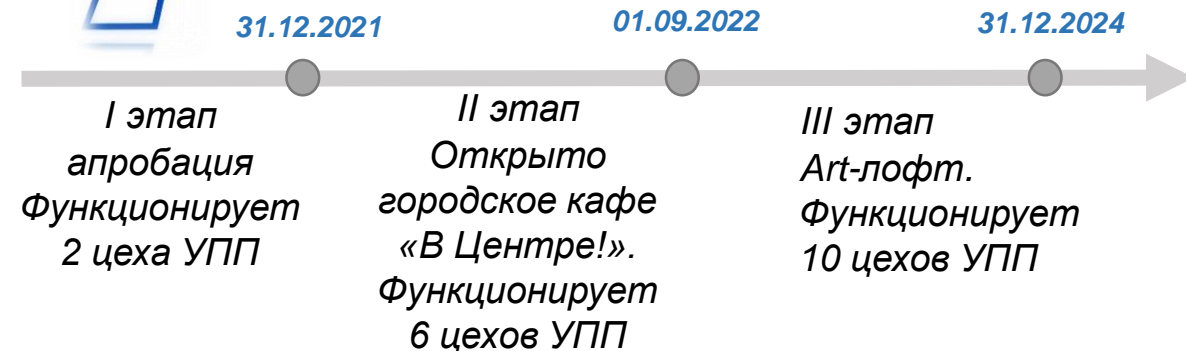 31.12.2021
01.09.2022
31.12.2024
I этап
апробация
Функционирует
2 цеха УПП
II этап
Открыто
городское кафе
«В Центре!».
Функционирует
6 цехов УПП
III этап
Art-лофт.
Функционирует
10 цехов УПП